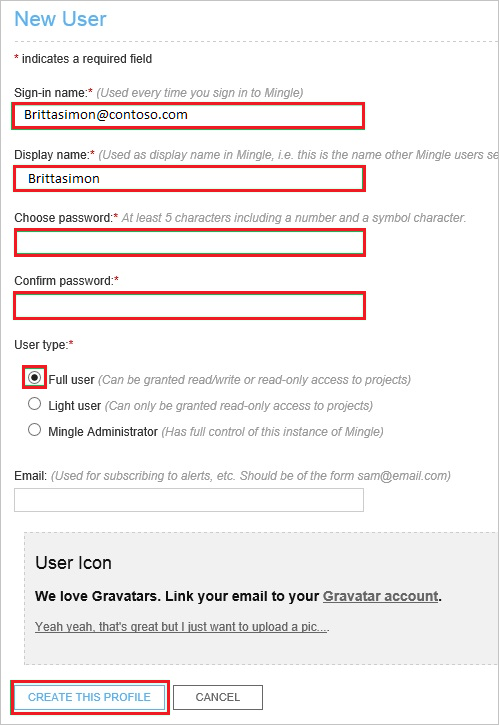 New User
* indicates a required field
Sign-in name:* (Used every time you sign in to Mingle)
Brittasimon@contoso.com
Display name:* (Used as display name in Mingle, i.e. this is the name other Mingle users se
Brittasimon
Choose password:* At least 5 characters including a number and a symbol character.
Confirm password:*
User type:*
Full user (Can be granted read/write or read-only access to projects)
Light user (Can only be granted read-only access to projects)
Mingle Administrator (Has full control of this instance of Mingle)
Email: (Used for subscribing to alerts, etc. Should be of the form sam@email.com)
User Icon
We love Gravatars. Link your email to your Gravatar account.
Yeah yeah, that's great but I just want to upload a pic....
CREATE THIS PROFILE CANCEL